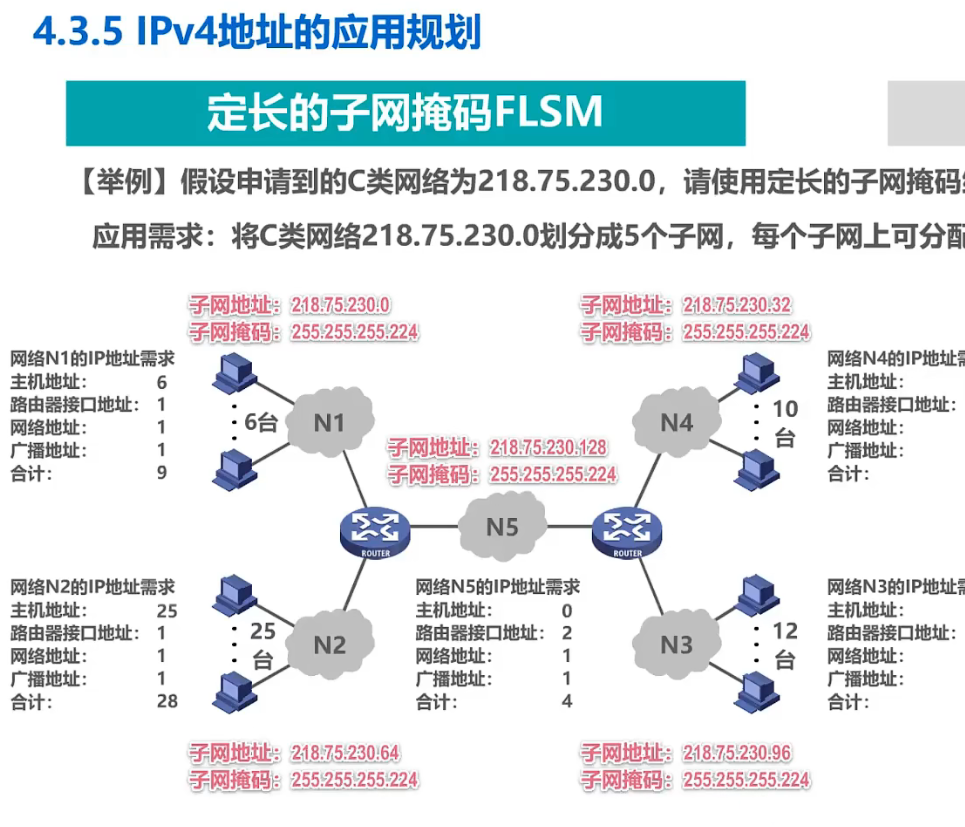 4.3.5 IPv4地址的应用规划
定长的子网掩码FLSM
【举例】假设申请到的C类网络为218.75.230.0，请使用定长的子网掩码
应用需求：将C类网络218.75.230.0划分成5个子网，每个子网上可分配
子网地址：218.75.230.0
子网掩码：255.255.255.224
子网地址：218.75.230.32
子网掩码：255.255.255.224
网络N1的IP地址需求
主机地址： 6
路由器接口地址： 1
网络地址： 1
广播地址： 1
合计： 9
6台
N1
N4
10
台
网络N4的IP地址需
主机地址：
路由器接口地址：
网络地址：
广播地址：
合计：
子网地址：218.75.230.128
子网掩码：255.255.255.224
ROUTER
N5
ROUTER
网络N2的IP地址需求
主机地址： 25
路由器接口地址： 1
网络地址： 1
广播地址： 1
合计： 28
25
台
N2
网络N5的IP地址需求
主机地址： 0
路由器接口地址： 2
网络地址： 1
广播地址： 1
合计： 4
N3
12
台
网络N3的IP地址需
主机地址：
路由器接口地址：
网络地址：
广播地址：
合计：
子网地址：218.75.230.64
子网掩码：255.255.255.224
子网地址：218.75.230.96
子网掩码：255.255.255.224